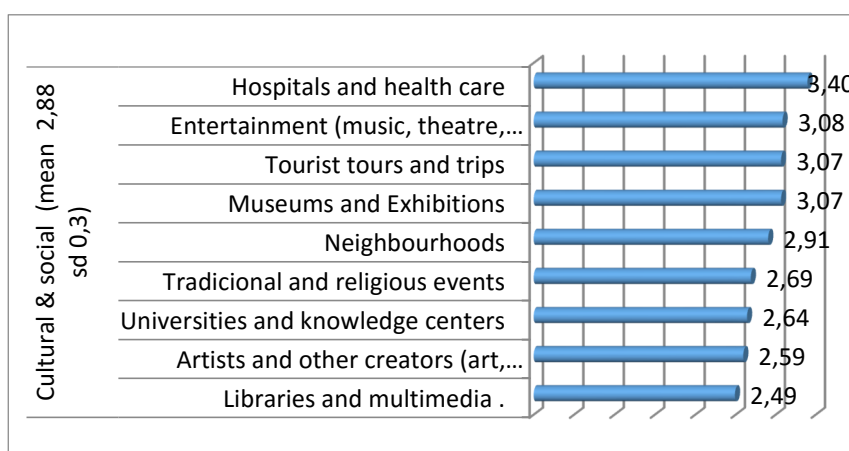 Cultural & social (mean 2,88
sd 0,3)
Hospitals and health care 3,40
Entertainment (music, theatre,... 3,08
Tourist tours and trips 3,07
Museums and Exhibitions 3,07
Neighbourhoods 2,91
Tradicional and religious events 2,69
Universities and knowledge centers 2,64
Artists and other creators (art,... 2,59
Libraries and multimedia . 2,49